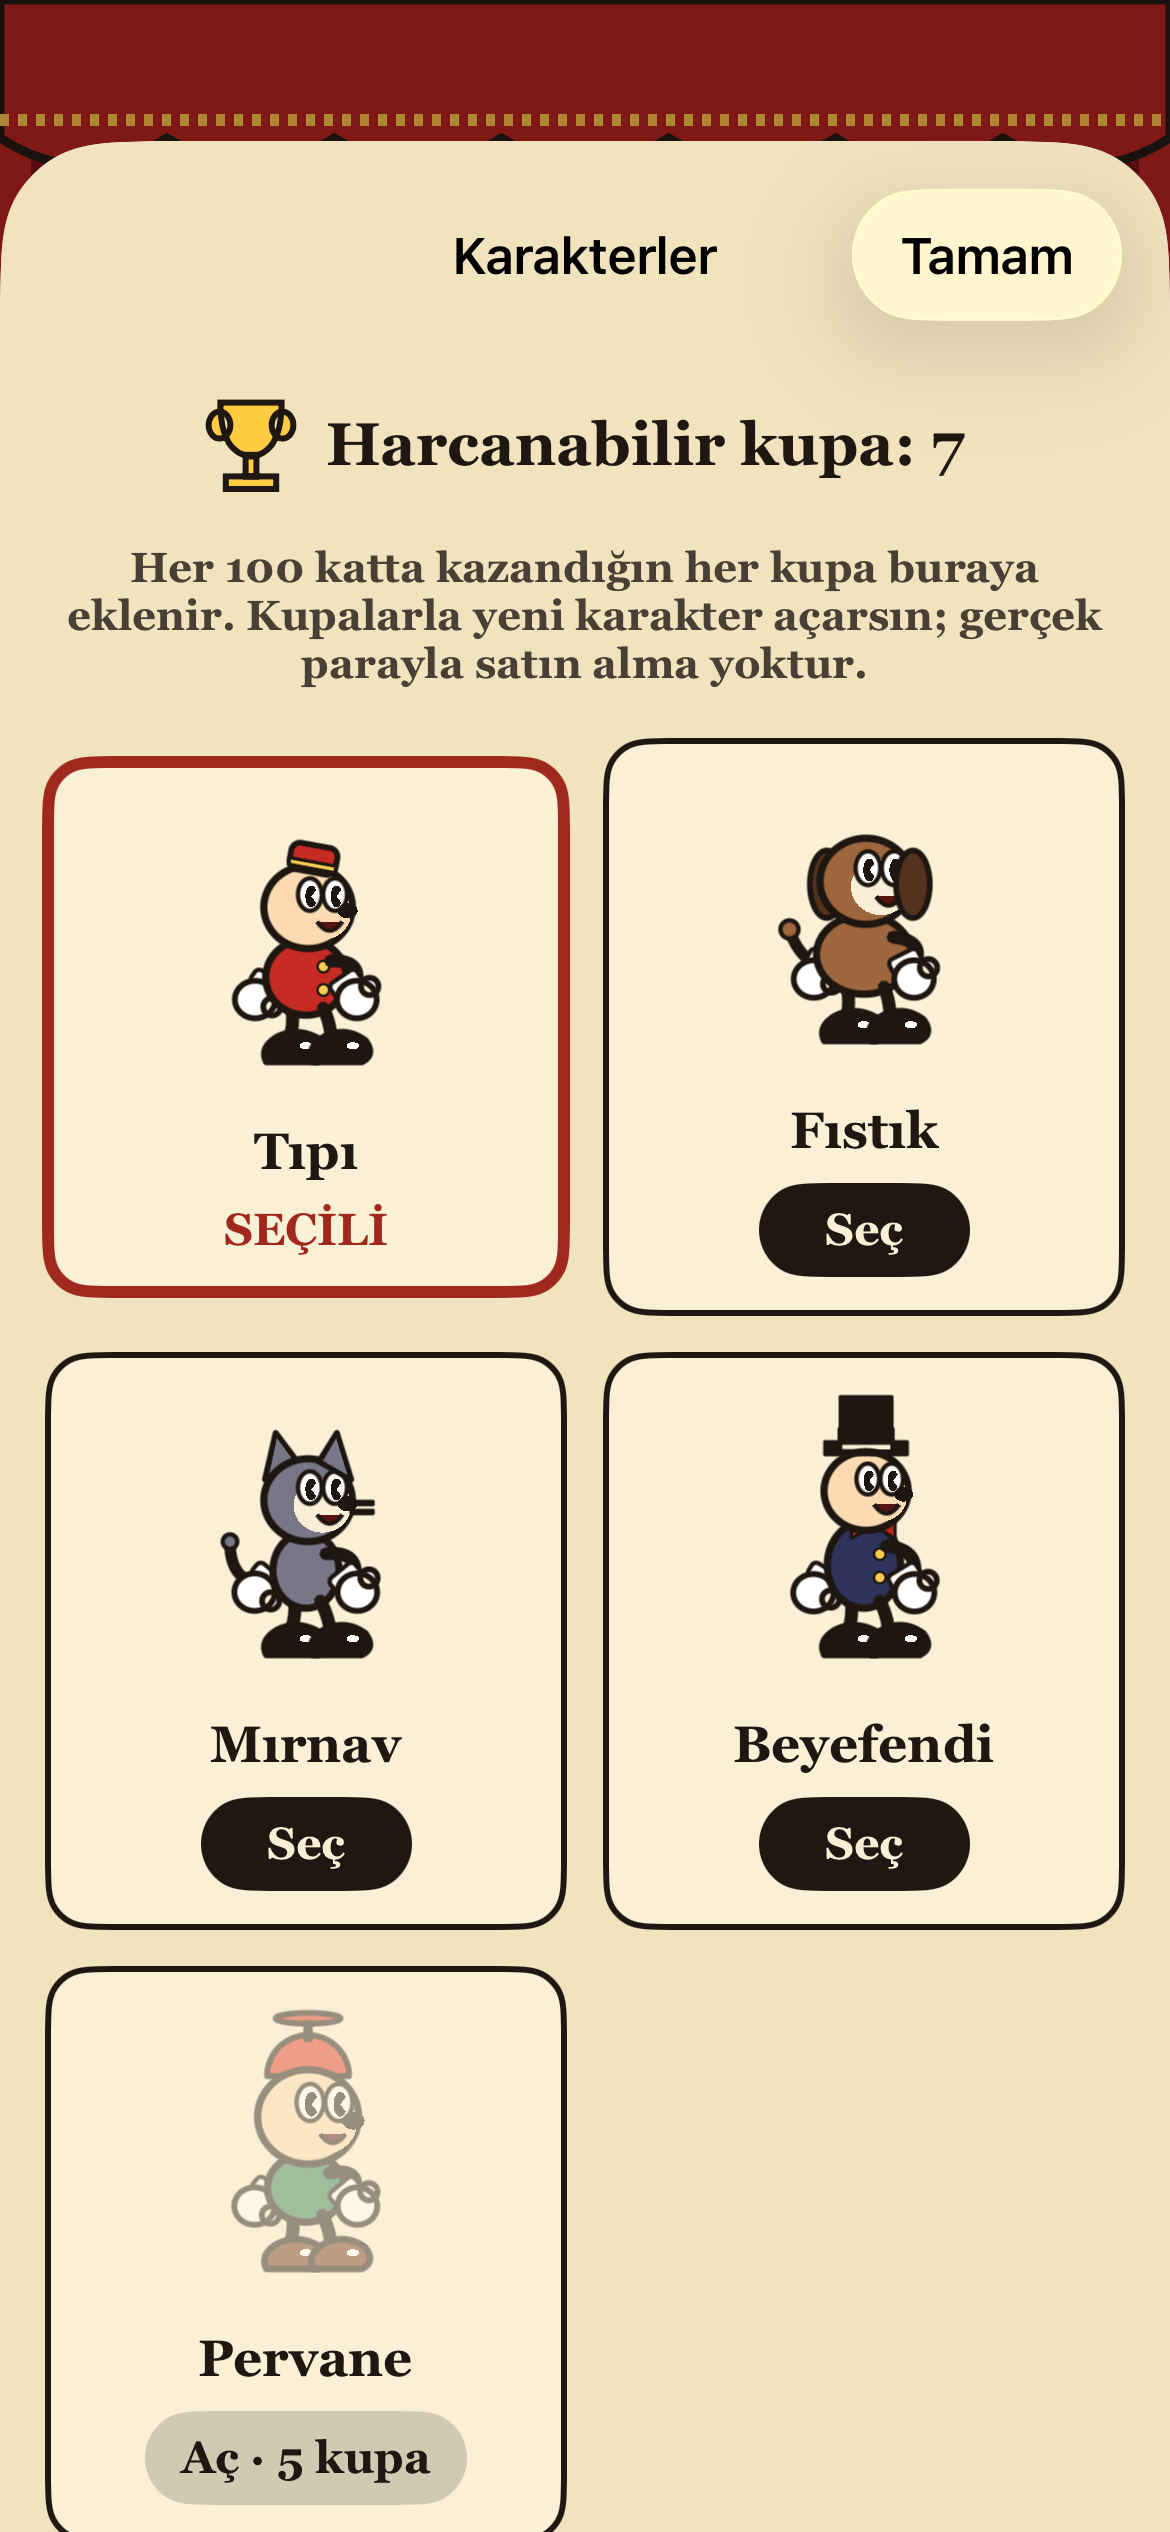 Karakterler
Tamam
Harcanabilir kupa: 7
Her 100 katta kazandığın her kupa buraya
eklenir. Kupalarla yeni karakter açarsın; gerçek
parayla satın alma yoktur.
Tıpı
SEÇİLİ
Fıstık
Seç
Mırnav
Seç
Beyefendi
Seç
Pervane
Aç · 5 kupa